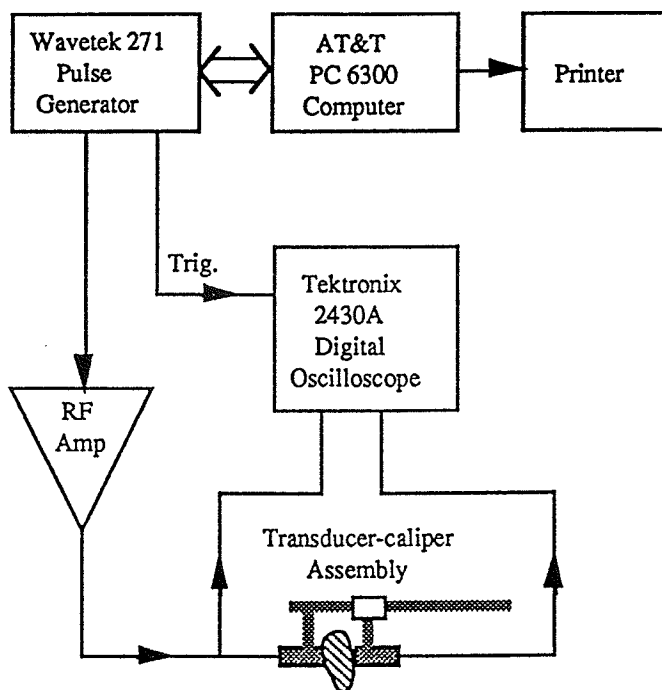 Wavetek 271
Pulse
Generator
AT&T
PC 6300
Computer
Printer
Trig.
Tektronix
2430A
Digital
Oscilloscope
RF
Amp
Transducer-caliper
Assembly